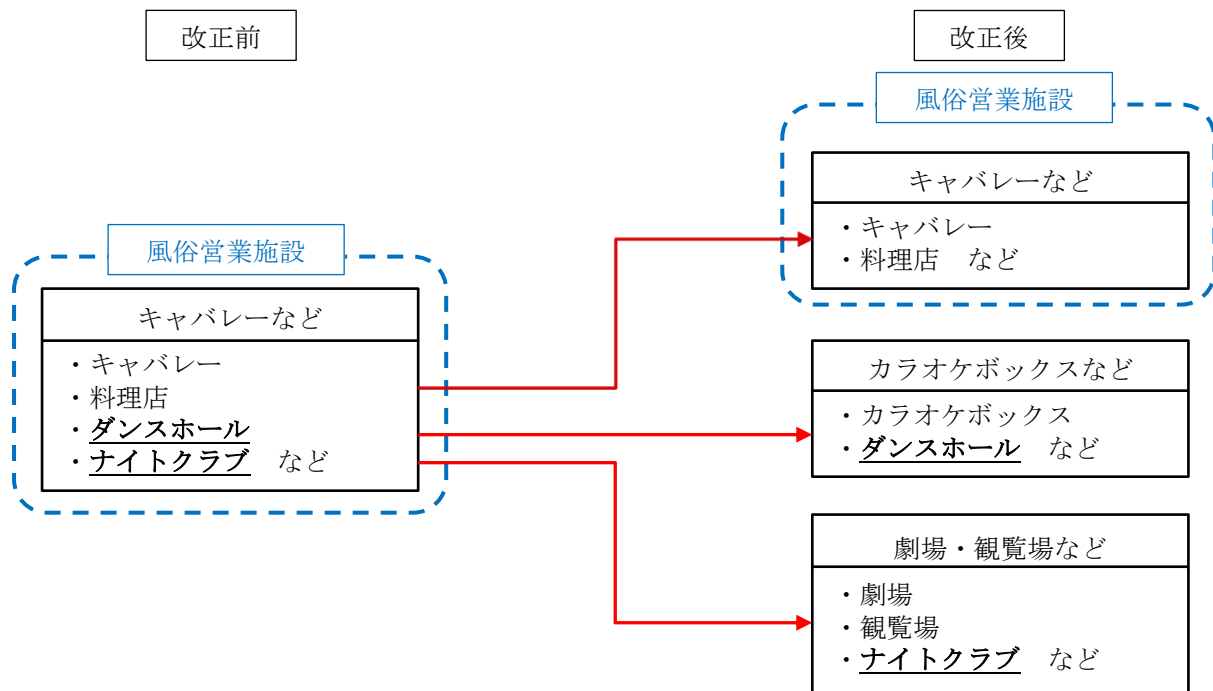 改正前
風俗営業施設
キャバレーなど
・キャバレー
・料理店
・ダンスホール
・ナイトクラブ　など
改正後
風俗営業施設
キャバレーなど
・キャバレー
・料理店　など
カラオケボックスなど
・カラオケボックス
・ダンスホール　など
劇場・観覧場など
・劇場
・観覧場
・ナイトクラブ　など